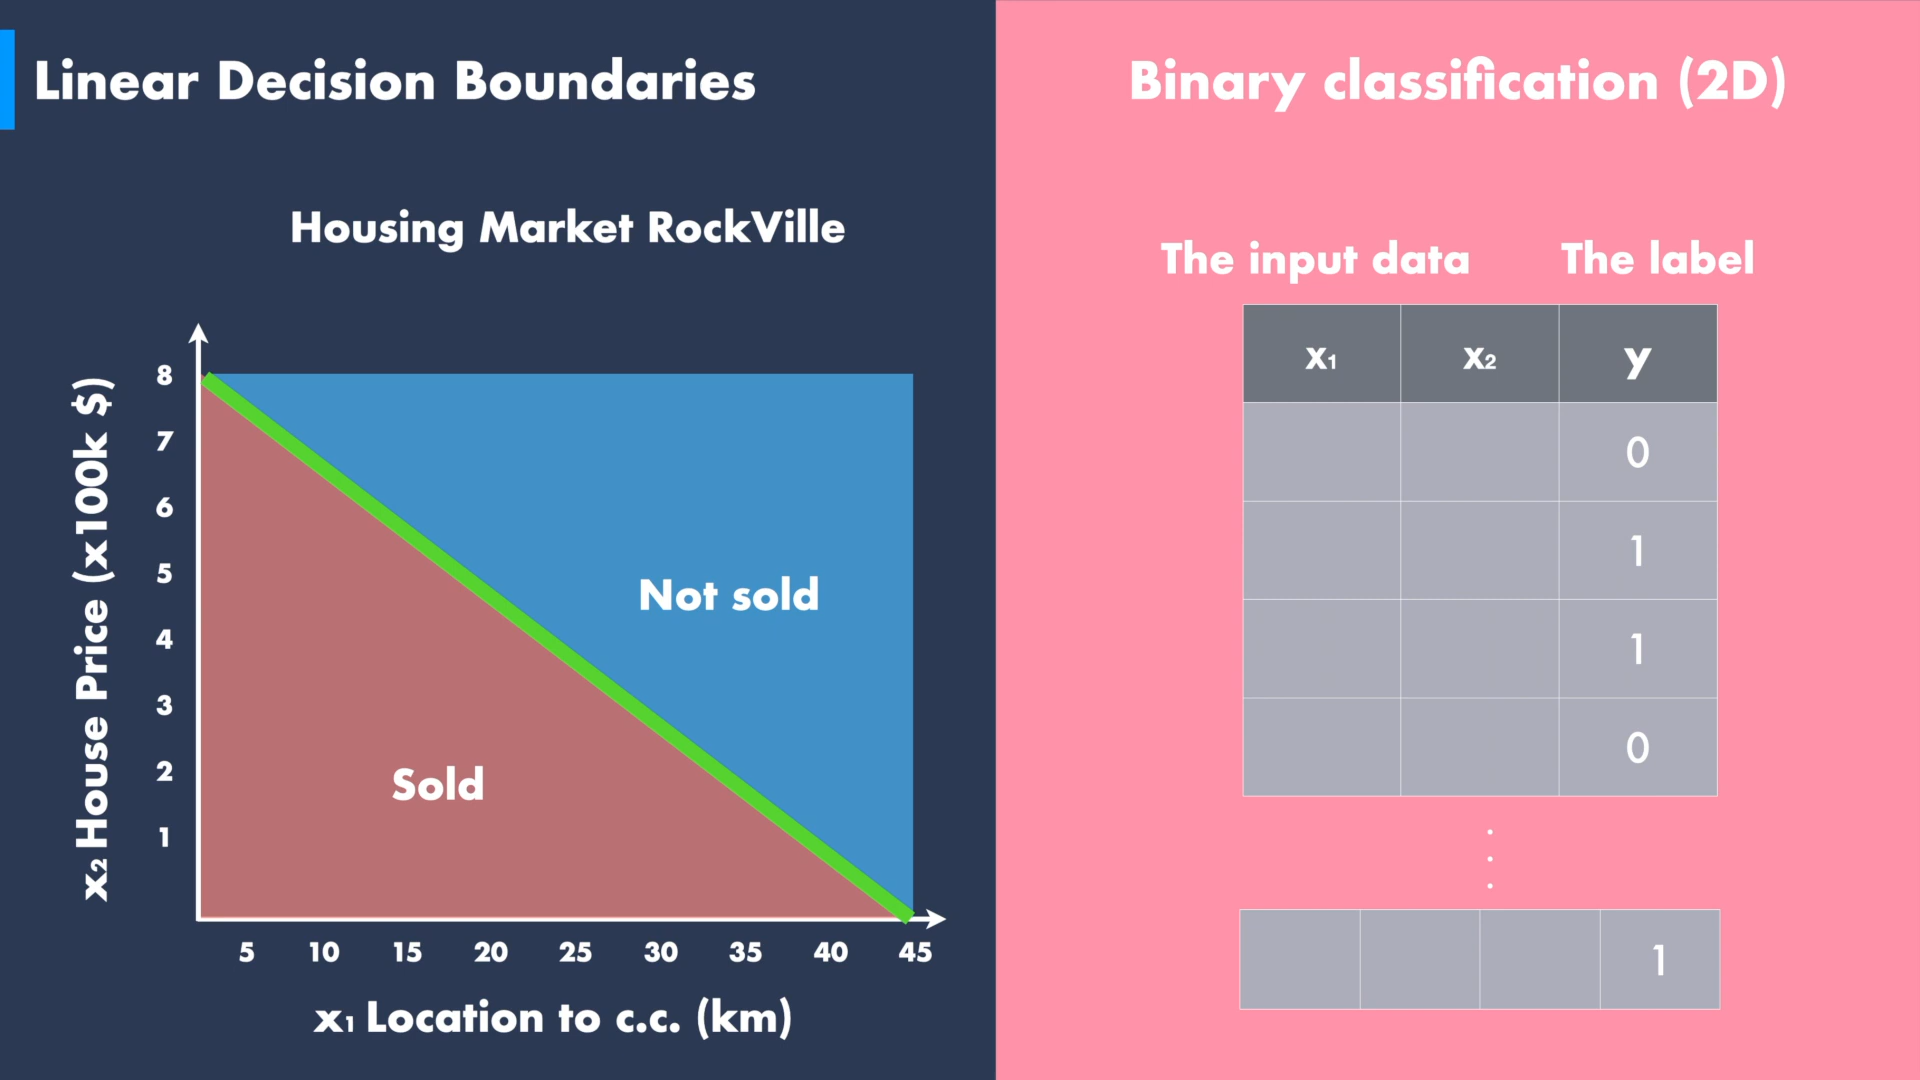 Linear Decision Boundaries
Housing Market RockVille
x2 House Price (x100k $)
8
7
6
5
4
3
2
1
Not sold
Sold
5 10 15 20 25 30 35 40 45
x1 Location to c.c. (km)
Binary classification (2D)
The input data The label
x1 x2 y
0
1
1
0
1